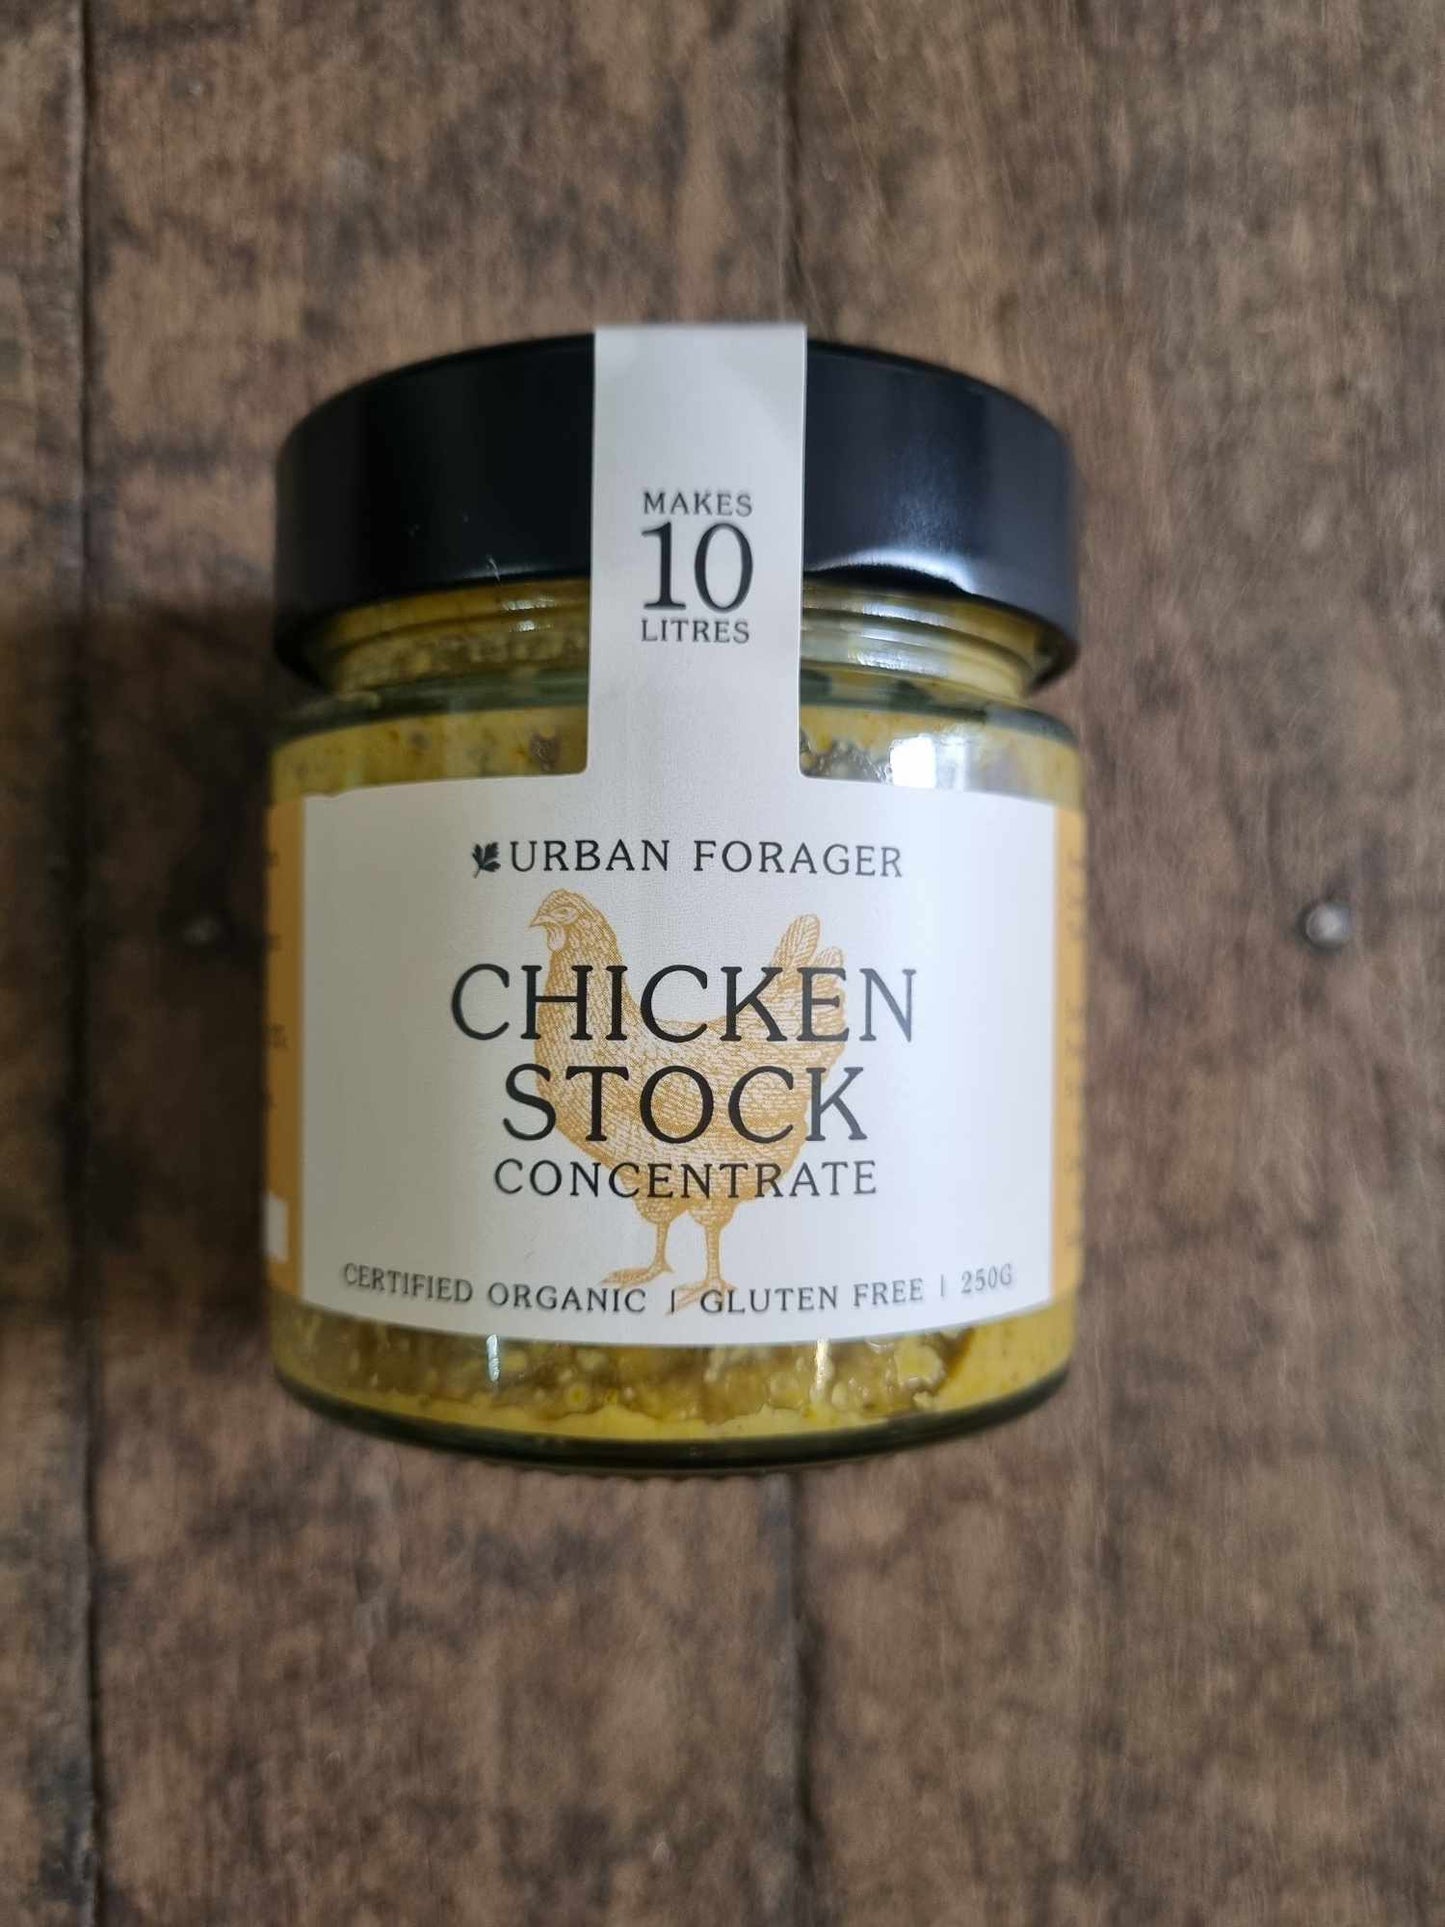 MAKES
10
LITRES
URBAN FORAGER
CHICKEN
STOCK
CONCENTRATE
CERTIFIED ORGANIC | GLUTEN FREE | 250G